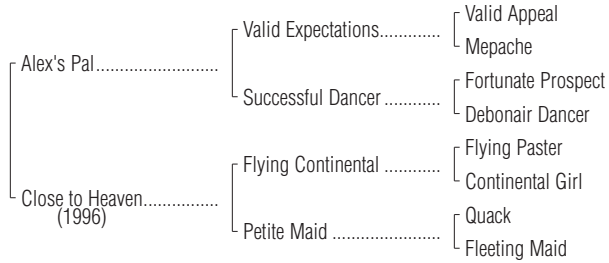 Valid Appeal
Valid Expectations.............
Mepache
Alex's Pal..........................
Fortunate Prospect
Successful Dancer ............
Debonair Dancer
Flying Paster
Flying Continental ............
Continental Girl
Close to Heaven................
(1996)
Quack
Petite Maid .......................
Fleeting Maid